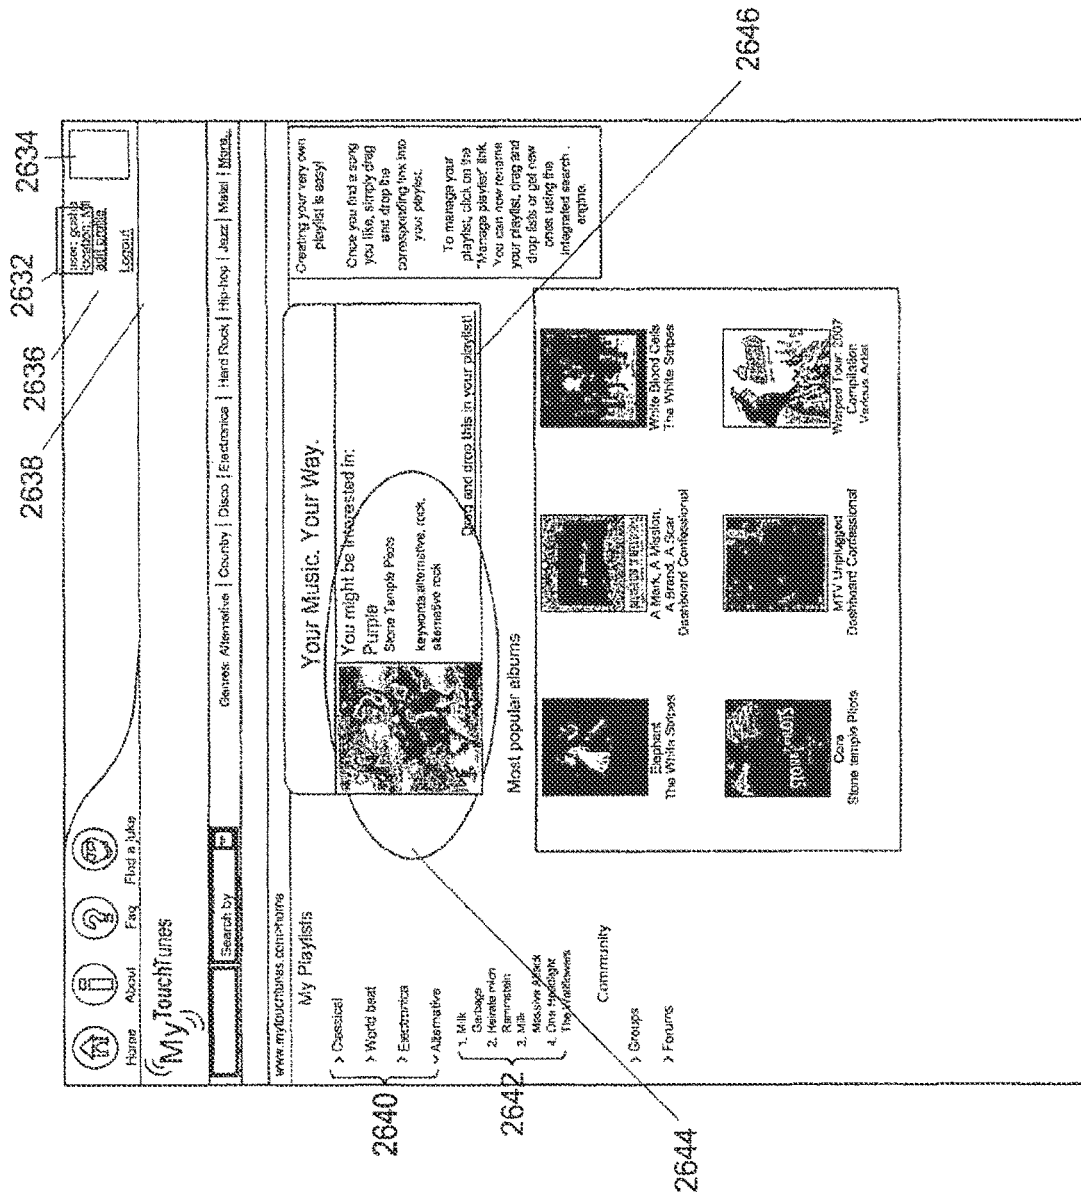 2632
2634
2636
2638
Home
About
Faq
Find a juke
edit profile
Logout
MyTouchTunes
Search by
Genres: Alternative | Country | Disco | Electronica | Hard Rock | Hip-hop | Jazz | Metal | More...
www.mytouchtunes.com/home
My Playlists
> Classical
> World beat
> Electronica
Alternative
1. Milk
Garbage
2. Heirate mich
Rammstein
3. Milk
Massive Attack
4. One Headlight
The Wallflowers
Community
> Groups
> Forums
2640
2642
2644
Your Music. Your Way.
You might be interested in:
Purple
Stone Temple Pilots
keywords:alternative, rock,
alternative rock
Drag and drop this in your playlist!
2646
Most popular albums
Elephant
The White Stripes
A Mark, A Mission,
A Brand, A Scar
Dashboard Confessional
White Blood Cells
The White Stripes
Core
Stone temple Pilots
MTV Unplugged
Dashboard Confessional
Warped Tour 2007
Compilation
Various Artist
Creating your very own
playlist is easy!
Once you find a song
you like, simply drag
and drop the
corresponding link into
your playlist.
To manage your
playlist, click on the
"Manage playlist" link.
You can now rename
your playlist, drag and
drop lists or get new
ones using the
integrated search
engine.